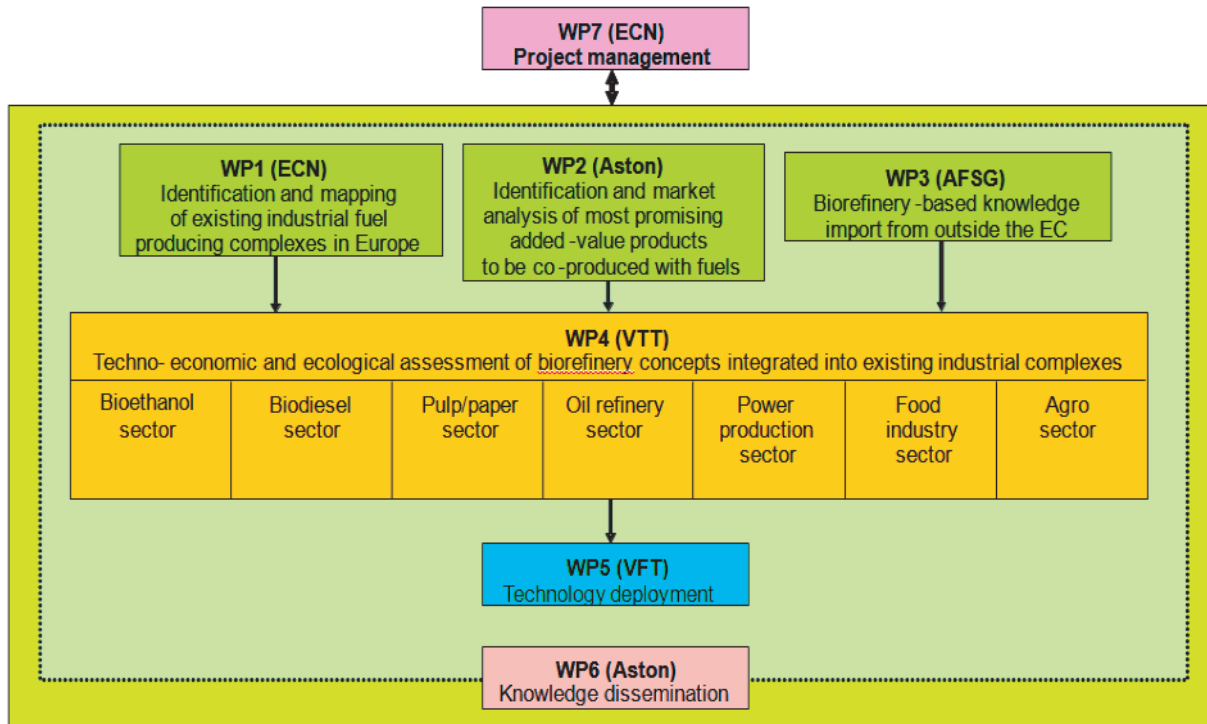 WP7 (ECN)
Project management
WP1 (ECN)
Identification and mapping
of existing industrial fuel
producing complexes in Europe
WP2 (Aston)
Identification and market
analysis of most promising
added -value products
to be co -produced with fuels
WP3 (AFSG)
Biorefinery -based knowledge
import from outside the EC
WP4 (VTT)
Techno- economic and ecological assessment of biorefinery concepts integrated into existing industrial complexes
Bioethanol
sector
Biodiesel
sector
Pulp/paper
sector
Oil refinery
sector
Power
production
sector
Food
industry
sector
Agro
sector
WP5 (VFT)
Technology deployment
WP6 (Aston)
Knowledge dissemination